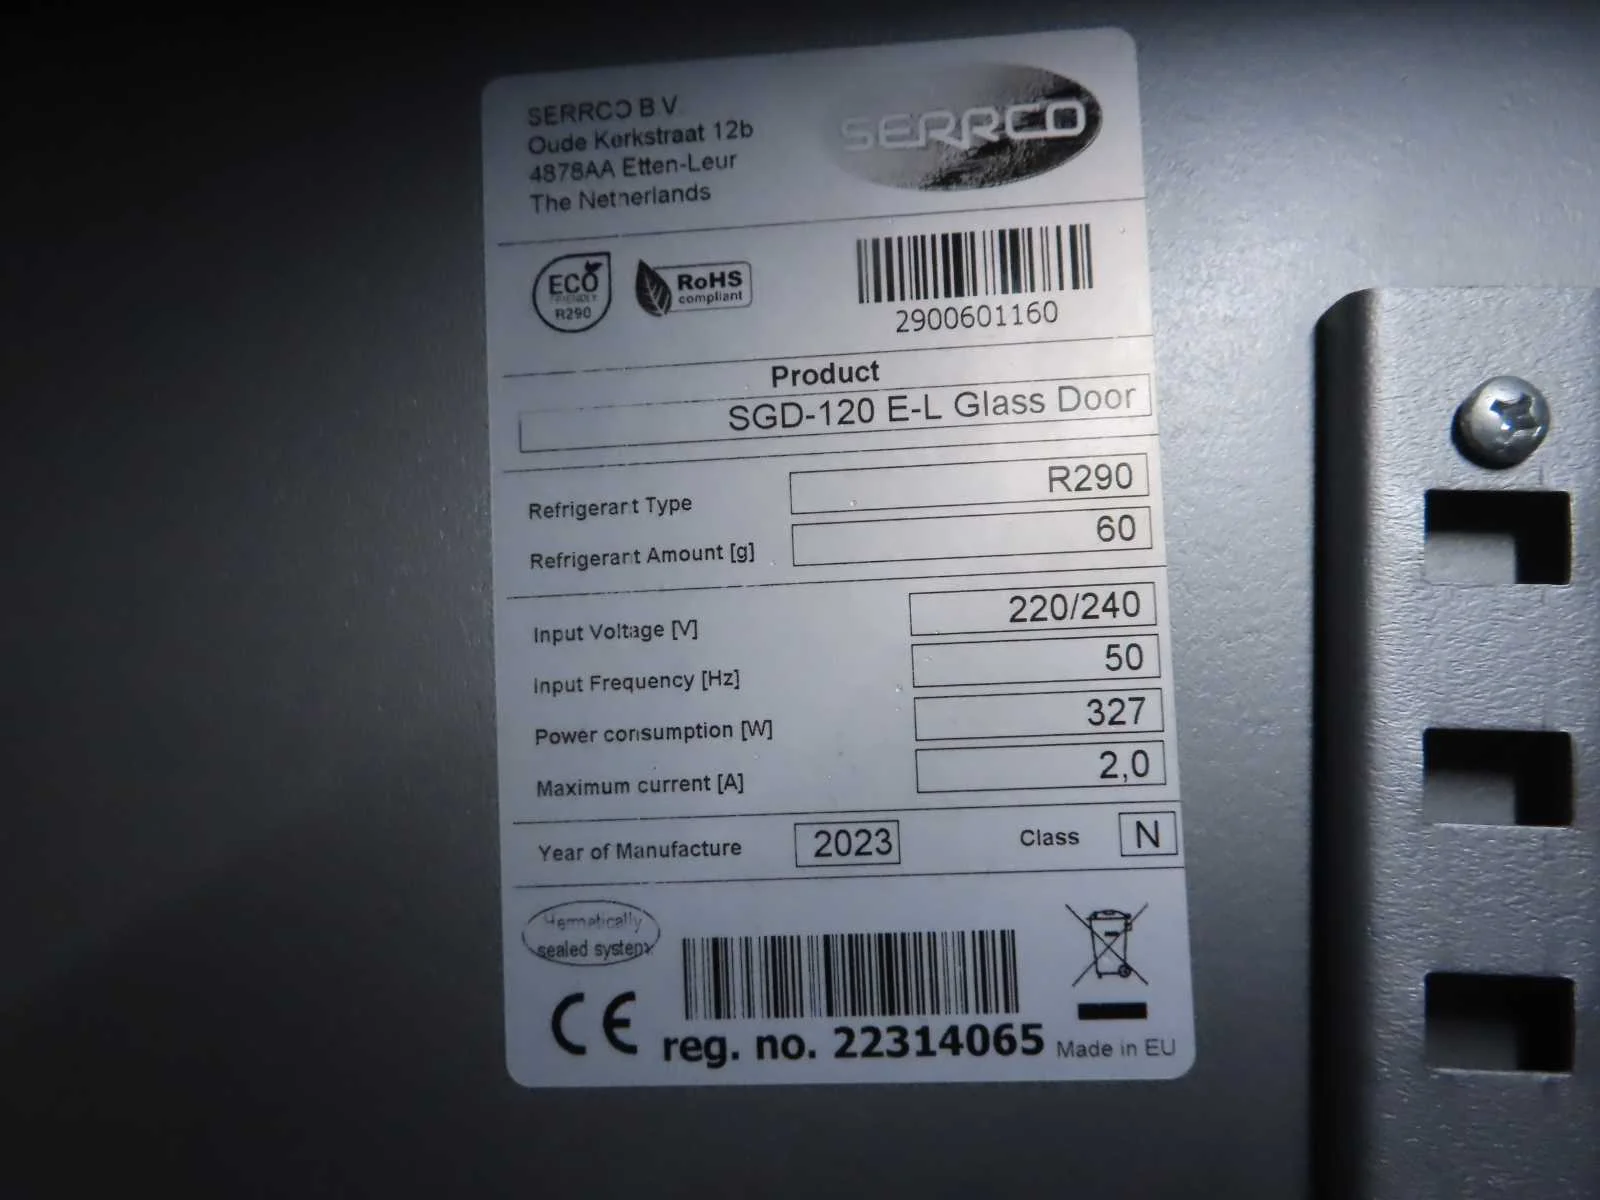 SERRCO B.V
Oude Kerkstraat 12b
4878AA Etten-Leur
The Netherlands
SERRCO
ECO
FRIENDLY
R290
RoHS
compliant
2900601160
Product
SGD-120 E-L Glass Door
Refrigerant Type R290
Refrigerant Amount [g] 60
Input Voltage [V] 220/240
Input Frequency [Hz] 50
Power consumption [W] 327
Maximum current [A] 2,0
Year of Manufacture 2023 Class N
Hermetically
sealed system
CE
reg. no. 22314065
Made in EU